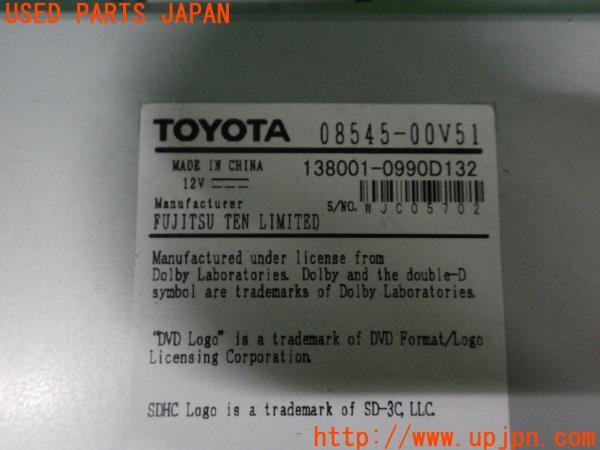 USED PARTS JAPAN
TOYOTA 08545-00V51
MADE IN CHINA 138001-0990D132
12V
Manufacturer S/NO. WJC05702
FUJITSU TEN LIMITED
Manufactured under license from
Dolby Laboratories. Dolby and the double-D
symbol are trademarks of Dolby Laboratories.
"DVD Logo" is a trademark of DVD Format/Logo
Licensing Corporation.
SDHC Logo is a trademark of SD-3C, LLC.
http://www.upjpn.com/